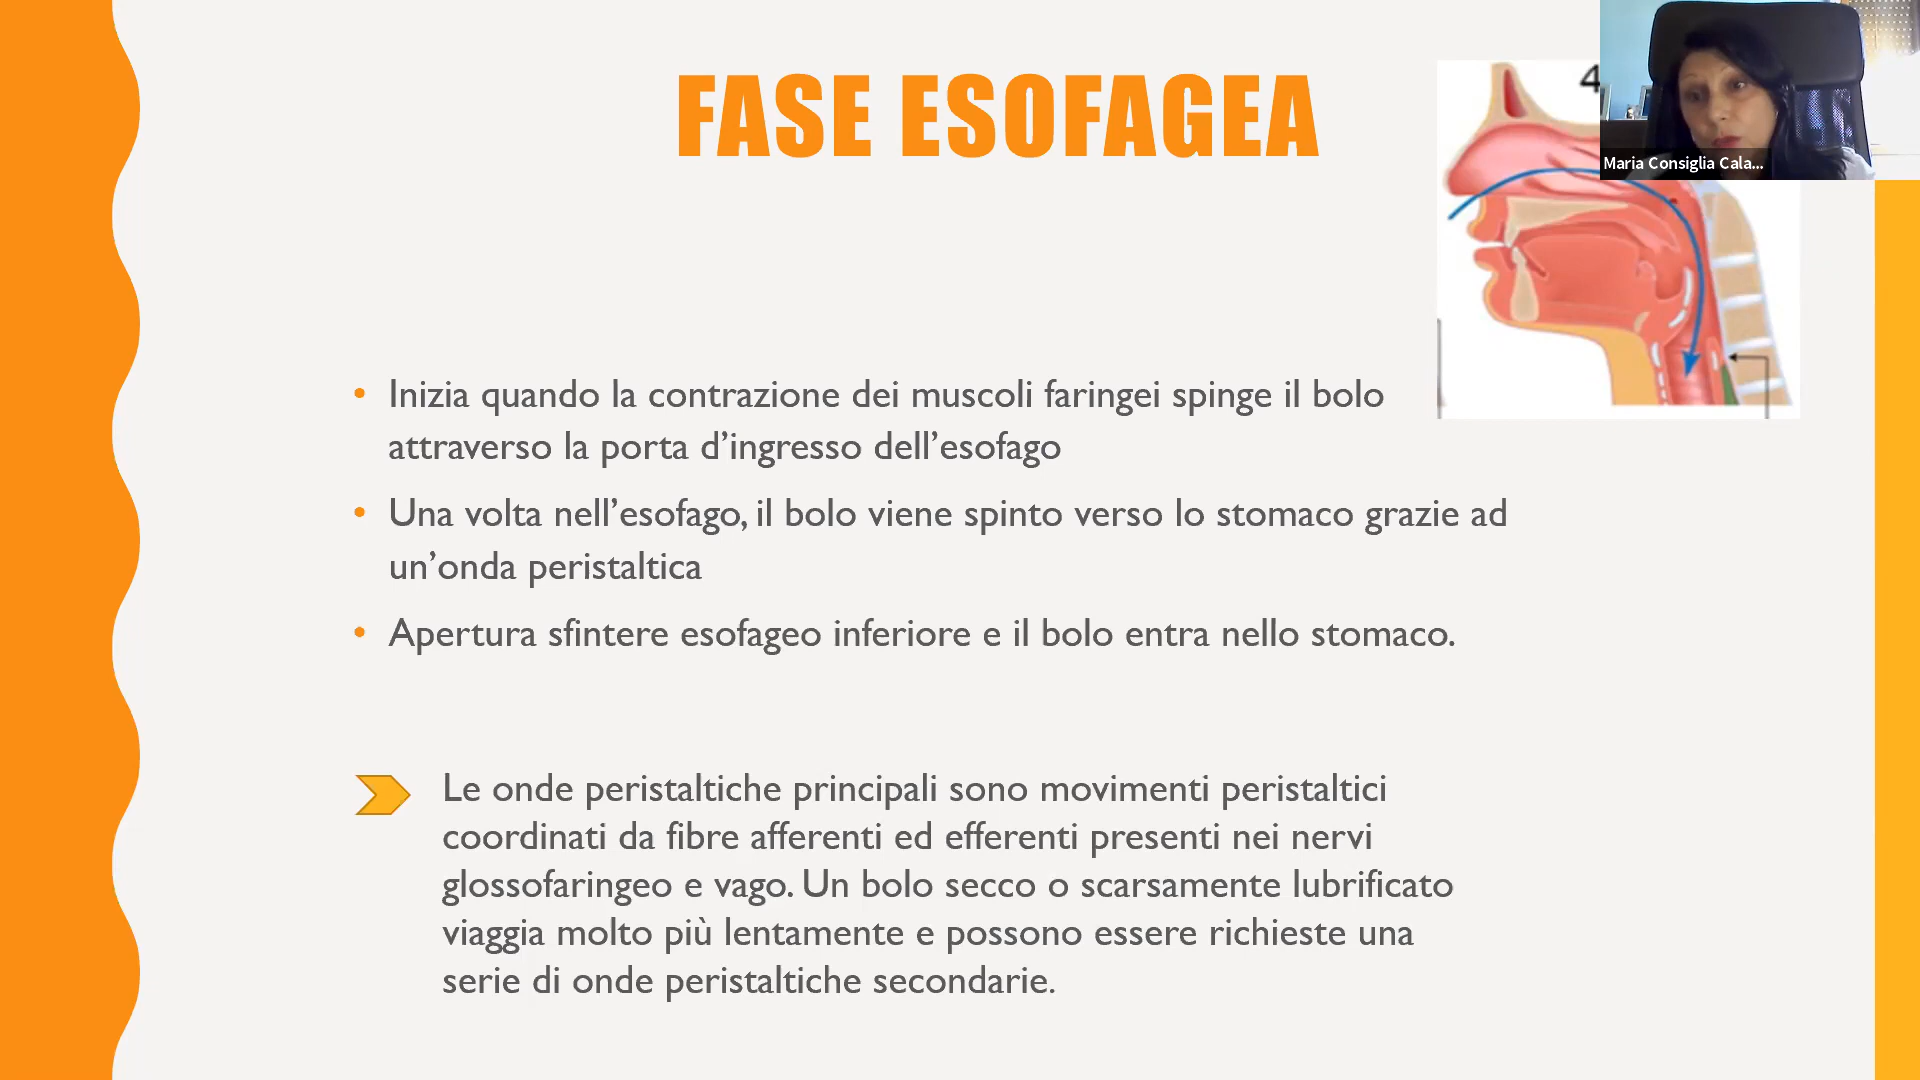 FASE ESOFAGEA
4
Maria Consiglia Cala...
• Inizia quando la contrazione dei muscoli faringei spinge il bolo
attraverso la porta d’ingresso dell’esofago
• Una volta nell’esofago, il bolo viene spinto verso lo stomaco grazie ad
un’onda peristaltica
• Apertura sfintere esofageo inferiore e il bolo entra nello stomaco.
Le onde peristaltiche principali sono movimenti peristaltici
coordinati da fibre afferenti ed efferenti presenti nei nervi
glossofaringeo e vago. Un bolo secco o scarsamente lubrificato
viaggia molto più lentamente e possono essere richieste una
serie di onde peristaltiche secondarie.